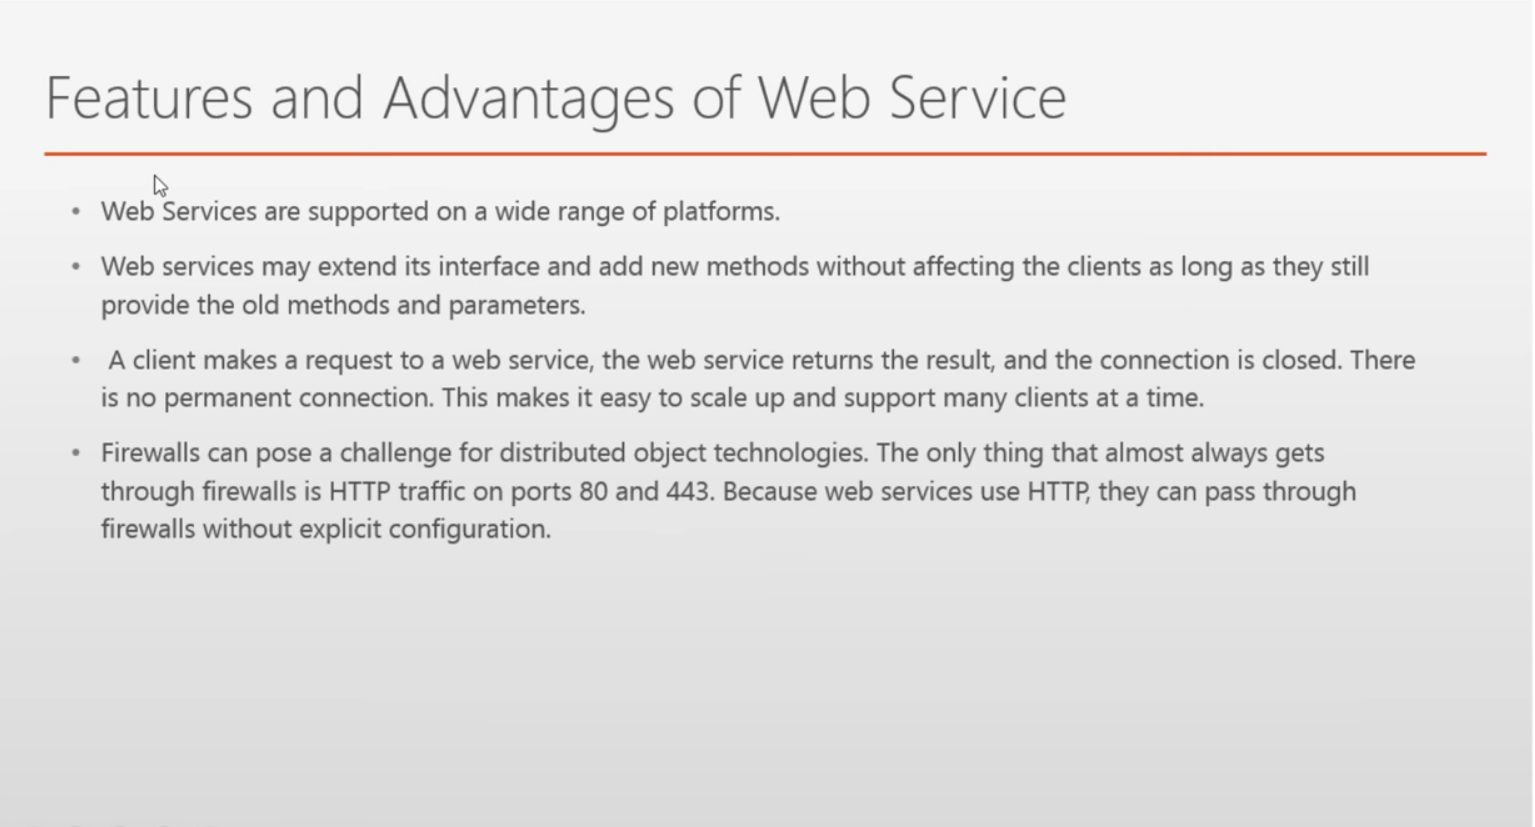 Features and Advantages of Web Service
• Web Services are supported on a wide range of platforms.
• Web services may extend its interface and add new methods without affecting the clients as long as they still
provide the old methods and parameters.
• A client makes a request to a web service, the web service returns the result, and the connection is closed. There
is no permanent connection. This makes it easy to scale up and support many clients at a time.
• Firewalls can pose a challenge for distributed object technologies. The only thing that almost always gets
through firewalls is HTTP traffic on ports 80 and 443. Because web services use HTTP, they can pass through
firewalls without explicit configuration.